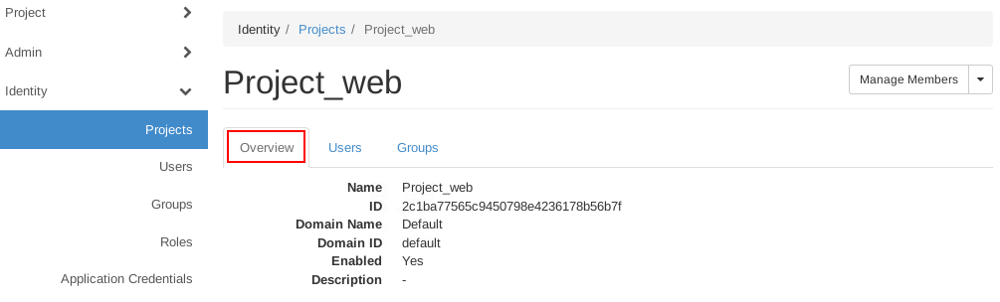 Project
Admin
Identity
Projects
Users
Groups
Roles
Application Credentials
Identity / Projects / Project_web
Project_web
Manage Members
Overview Users Groups
Name Project_web
ID 2c1ba77565c9450798e4236178b56b7f
Domain Name Default
Domain ID default
Enabled Yes
Description -